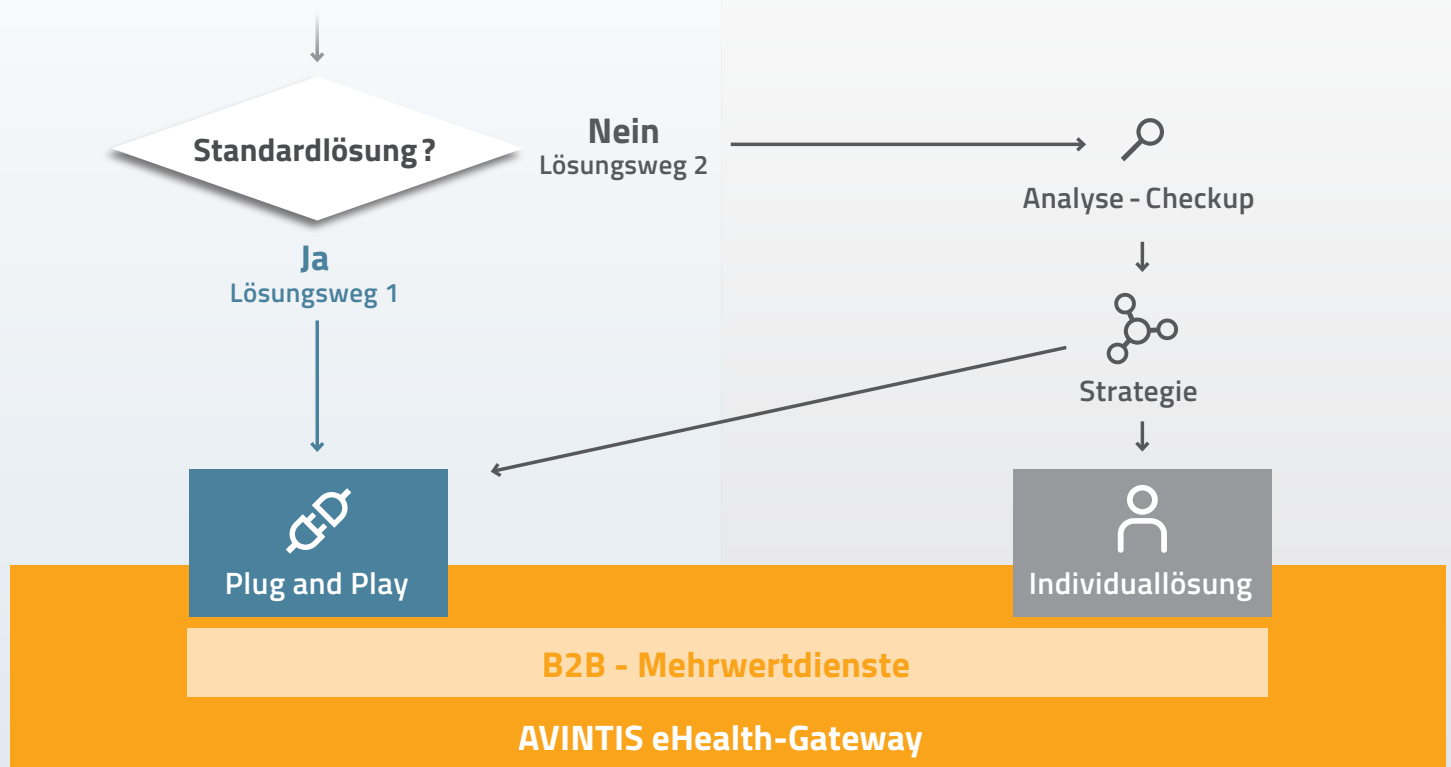 Standardlösung?
Nein
Lösungsweg 2
Ja
Lösungsweg 1
Analyse - Checkup
Strategie
Plug and Play
Individuallösung
B2B - Mehrwertdienste
AVINTIS eHealth-Gateway